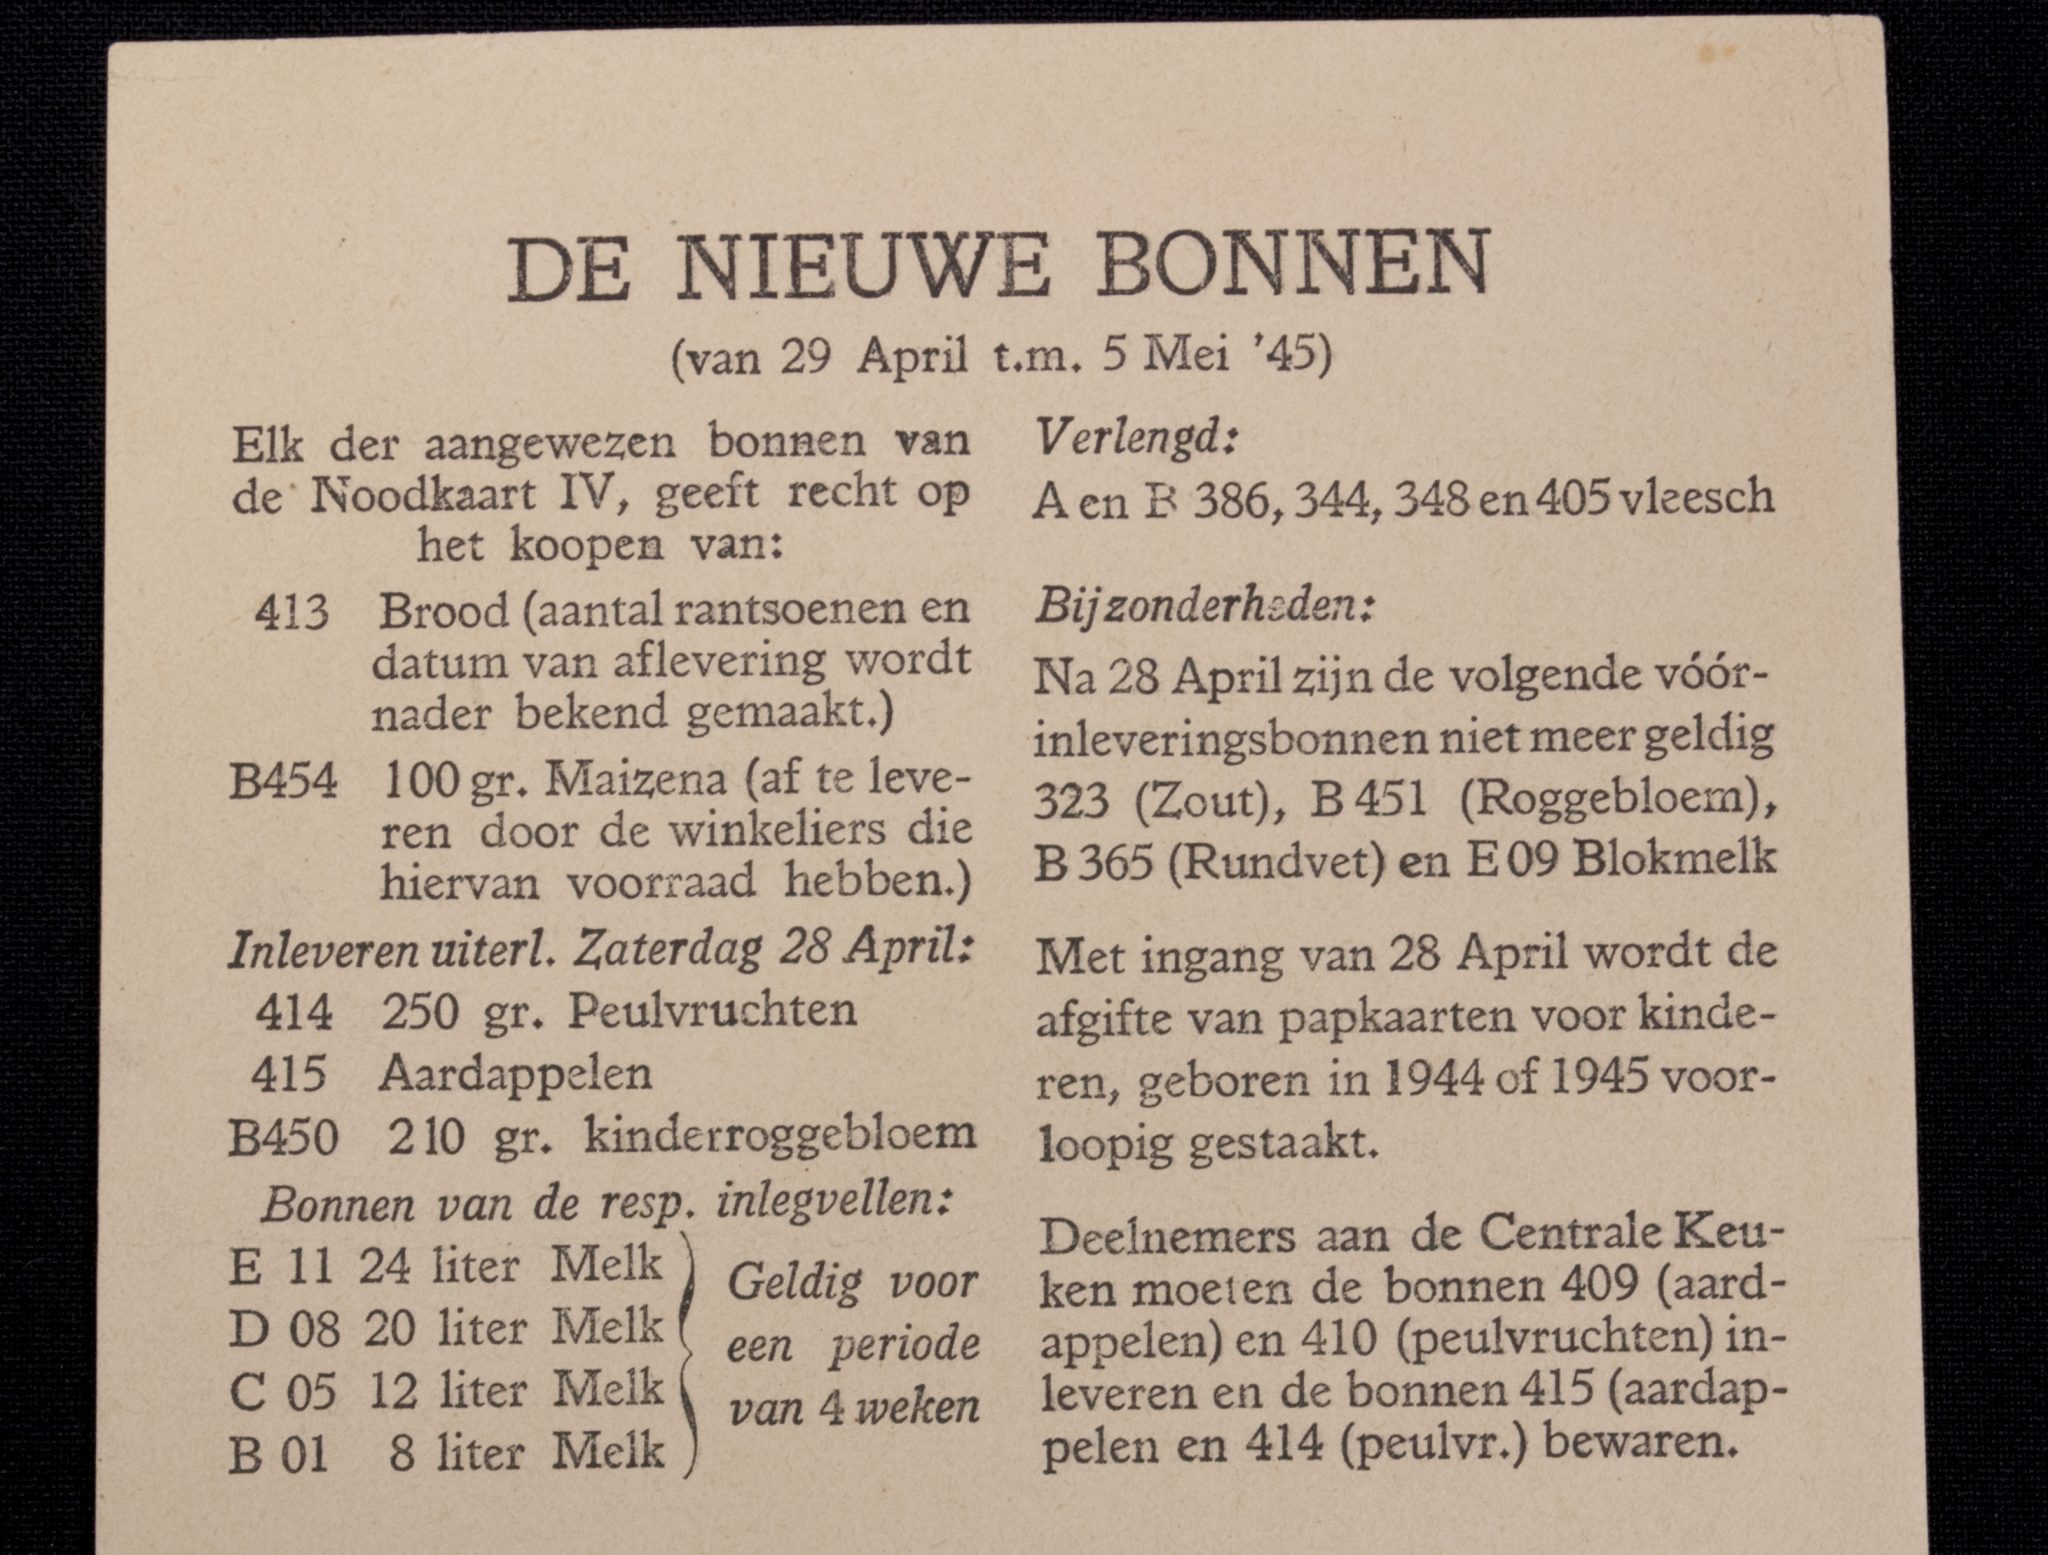 DE NIEUWE BONNEN
(van 29 April t.m. 5 Mei '45)
Elk der aangewezen bonnen van
de Noodkaart IV, geeft recht op
het koopen van:
413 Brood (aantal rantsoenen en
datum van aflevering wordt
nader bekend gemaakt.)
B454 100 gr. Maizena (af te leve-
ren door de winkeliers die
hiervan voorraad hebben.)
Inleveren uiterl. Zaterdag 28 April:
414 250 gr. Peulvruchten
415 Aardappelen
B450 210 gr. kinderroggebloem
Bonnen van de resp. inlegvellen:
E 11 24 liter Melk
D 08 20 liter Melk
C 05 12 liter Melk
B 01 8 liter Melk
Geldig voor
een periode
van 4 weken
Verlengd:
A en B 386, 344, 348 en 405 vleesch
Bijzonderheden:
Na 28 April zijn de volgende vóór-
inleveringsbonnen niet meer geldig
323 (Zout), B 451 (Roggebloem),
B 365 (Rundvet) en E 09 Blokmelk
Met ingang van 28 April wordt de
afgifte van papkaarten voor kinde-
ren, geboren in 1944 of 1945 voor-
loopig gestaakt.
Deelnemers aan de Centrale Keu-
ken moeten de bonnen 409 (aard-
appelen) en 410 (peulvruchten) in-
leveren en de bonnen 415 (aardap-
pelen en 414 (peulvr.) bewaren.